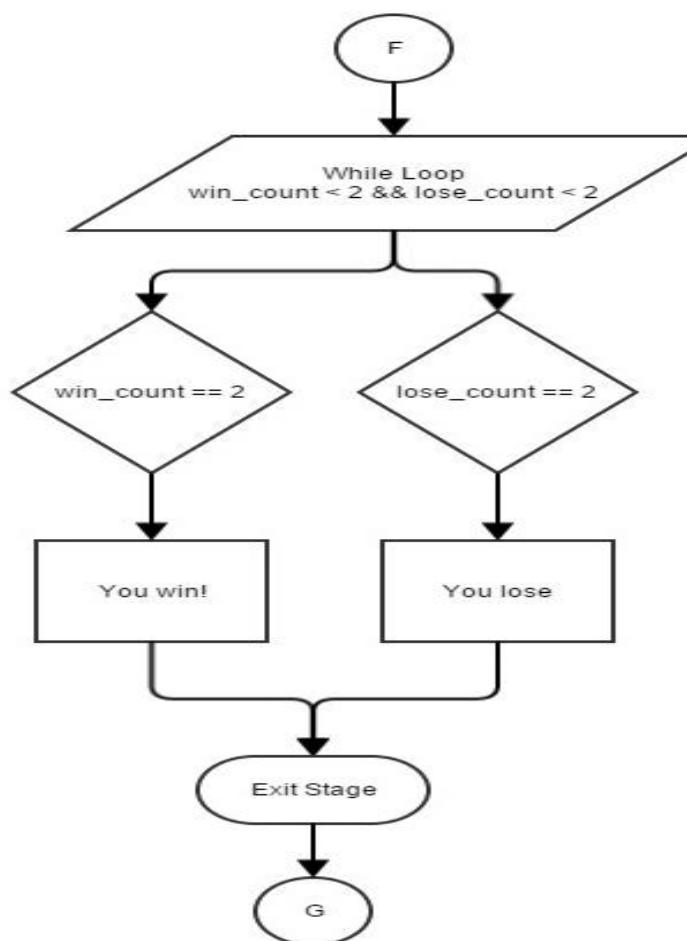 F
While Loop
win_count < 2 && lose_count < 2
win_count == 2
lose_count == 2
You win!
You lose
Exit Stage
G